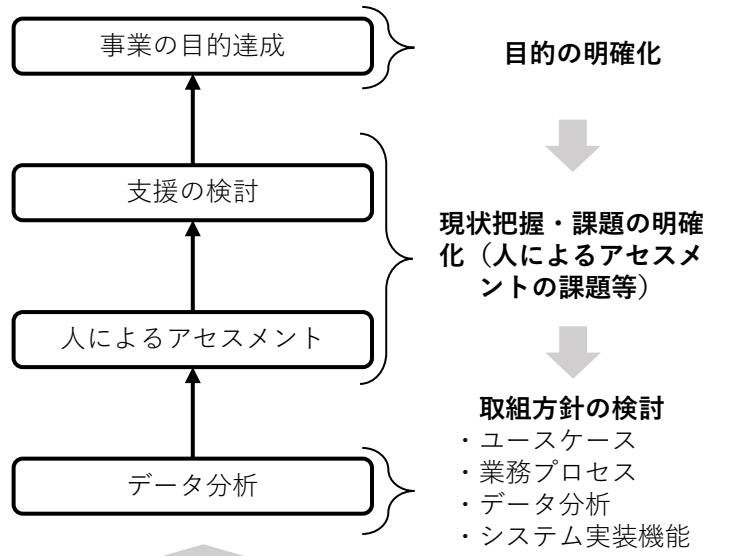 事業の目的達成
目的の明確化
支援の検討
現状把握・課題の明確
化（人によるアセスメ
ントの課題等）
人によるアセスメント
取組方針の検討
・ユースケース
・業務プロセス
・データ分析
・システム実装機能
データ分析